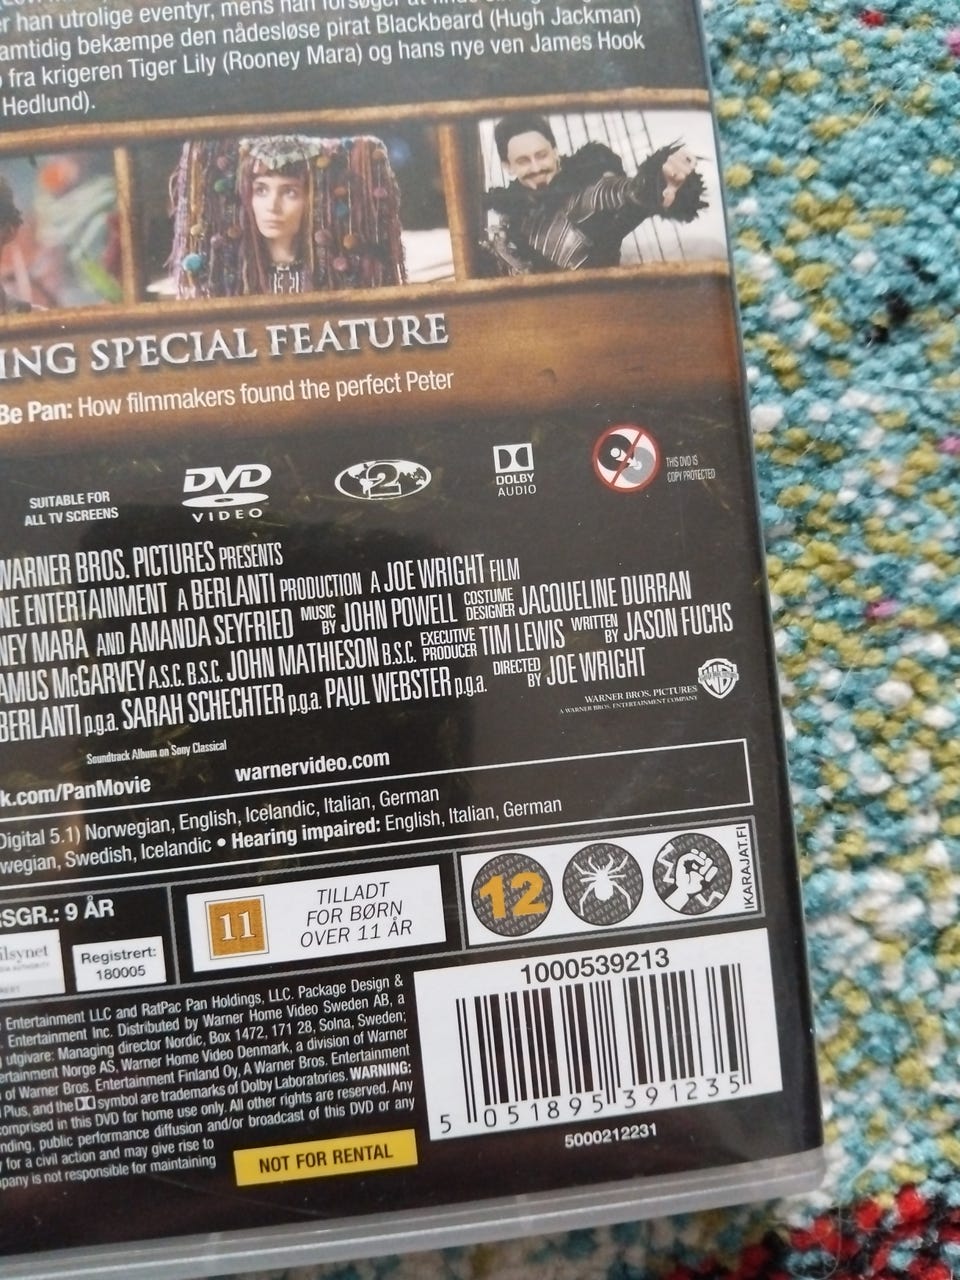 er han utrolige eventyr, mens han forsøger at finde
amtidig bekæmpe den nådesløse pirat Blackbeard (Hugh Jackman)
fra krigeren Tiger Lily (Rooney Mara) og hans nye ven James Hook
Hedlund).
ING SPECIAL FEATURE
Be Pan: How filmmakers found the perfect Peter
SUITABLE FOR
ALL TV SCREENS
DVD
VIDEO
2
DOLBY
AUDIO
THIS DVD IS
COPY PROTECTED
WARNER BROS. PICTURES PRESENTS
NE ENTERTAINMENT A BERLANTI PRODUCTION A JOE WRIGHT FILM
NEY MARA AND AMANDA SEYFRIED MUSIC BY JOHN POWELL COSTUME DESIGNER JACQUELINE DURRAN
AMUS McGARVEY A.S.C. B.S.C. JOHN MATHIESON B.S.C. EXECUTIVE PRODUCER TIM LEWIS WRITTEN BY JASON FUCHS
BERLANTI p.g.a. SARAH SCHECHTER p.g.a. PAUL WEBSTER p.g.a. DIRECTED BY JOE WRIGHT
WARNER BROS. PICTURES
A WARNER BROS. ENTERTAINMENT COMPANY
Soundtrack Album on Sony Classical
k.com/PanMovie warnervideo.com
Digital 5.1) Norwegian, English, Icelandic, Italian, German
wegian, Swedish, Icelandic • Hearing impaired: English, Italian, German
RSGR.: 9 ÅR
ilsynet
Registrert:
180005
11
TILLADT
FOR BØRN
OVER 11 ÅR
12
IKARAJAT.FI
Entertainment LLC and RatPac Pan Holdings, LLC. Package Design &
Entertainment Inc. Distributed by Warner Home Video Sweden AB, a
utgivare: Managing director Nordic, Box 1472, 171 28, Solna, Sweden;
ertainment Norge AS, Warner Home Video Denmark, a division of Warner
of Warner Bros. Entertainment Finland Oy, A Warner Bros. Entertainment
Plus, and the symbol are trademarks of Dolby Laboratories. WARNING:
comprised in this DVD for home use only. All other rights are reserved. Any
nding, public performance diffusion and/or broadcast of this DVD or any
for a civil action and may give rise to
pany is not responsible for maintaining
NOT FOR RENTAL
1000539213
5 051895 391235
5000212231